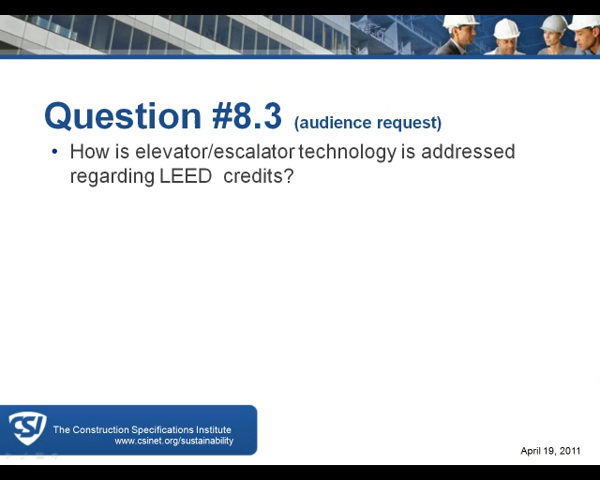 Question #8.3 (audience request)
• How is elevator/escalator technology is addressed
regarding LEED  credits?
CSI
The Construction Specifications Institute
www.csinet.org/sustainability
April 19, 2011